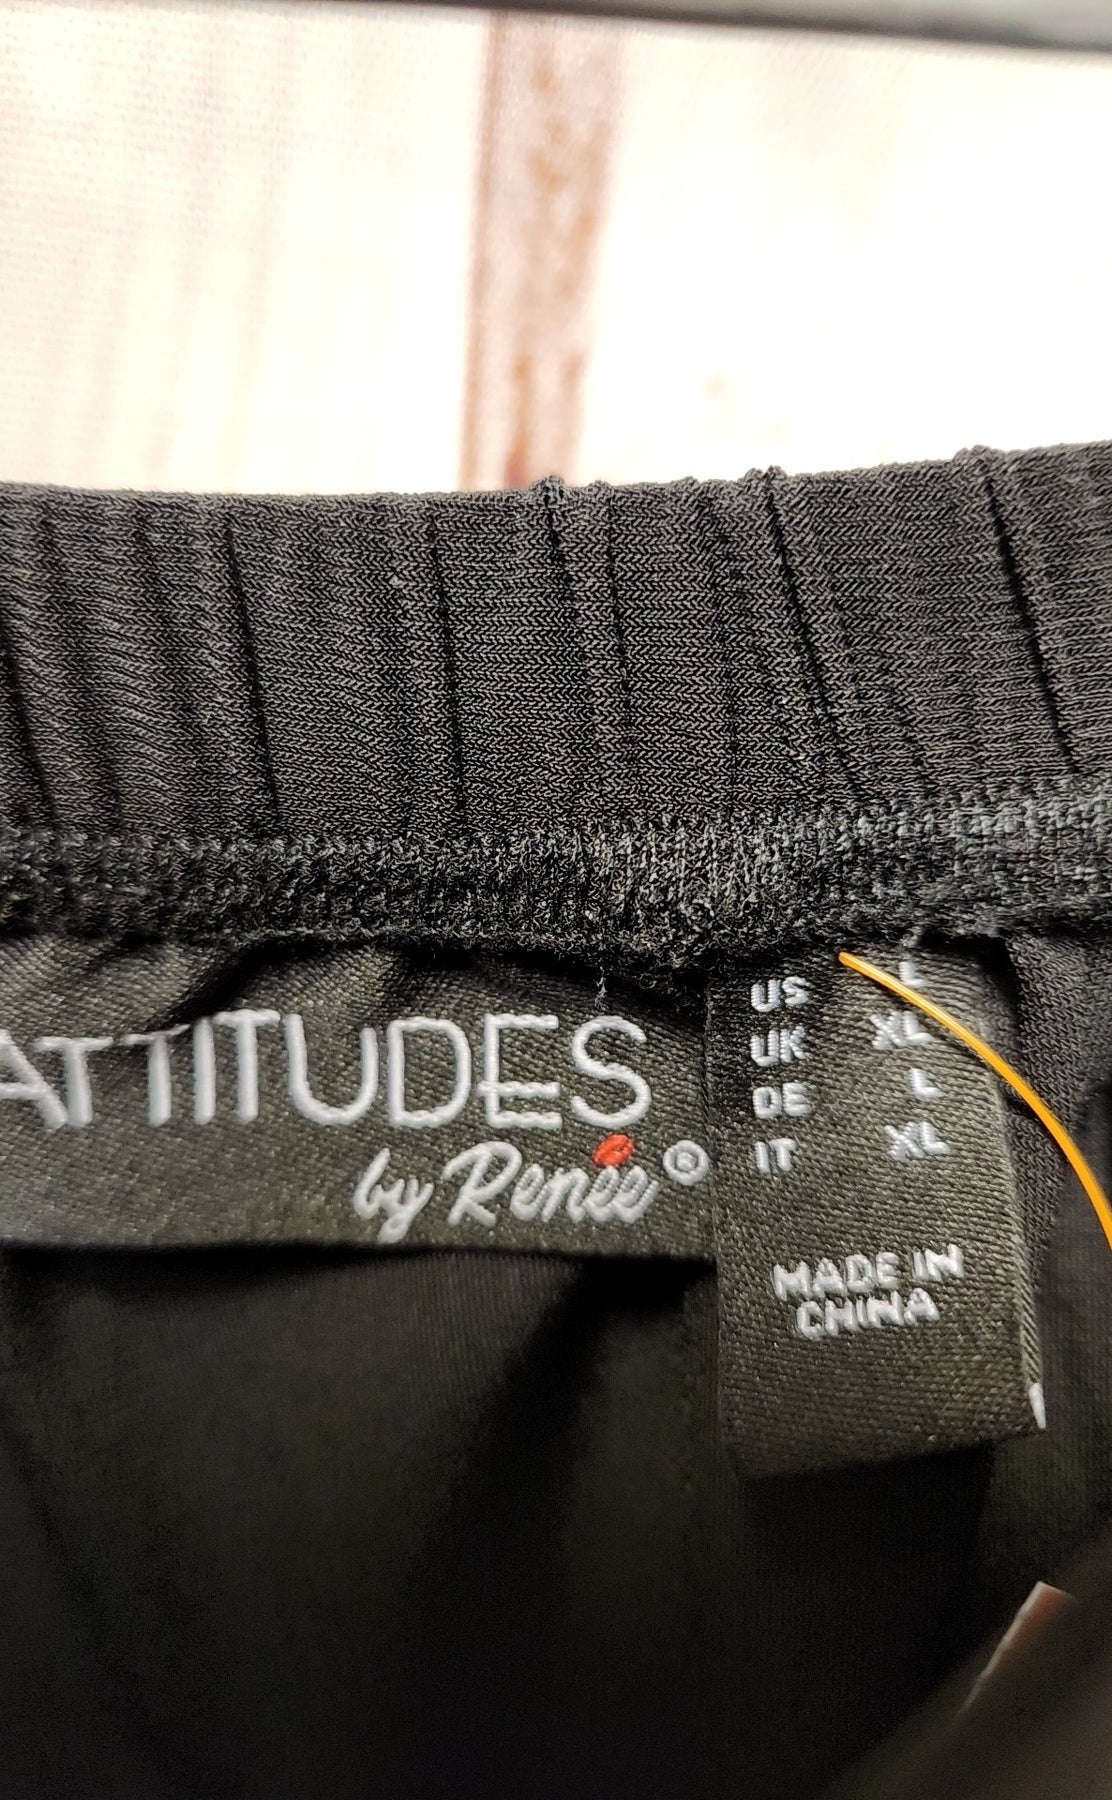 ATTITUDES
by Renée®
US L
UK XL
DE L
IT XL
MADE IN
CHINA